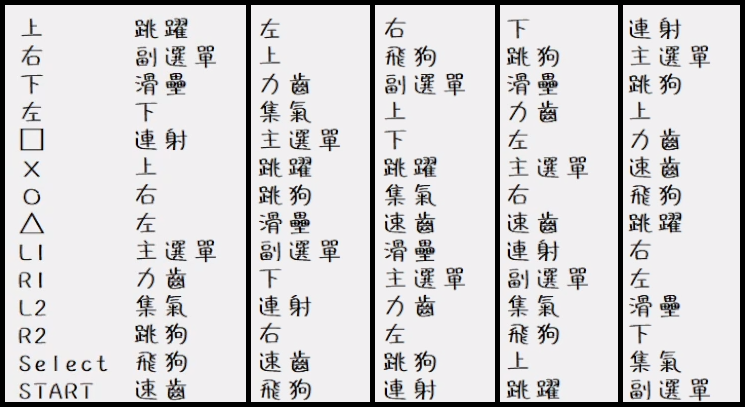 上 跳躍 左 右 下 連射
右 副選單 上 飛狗 跳狗 主選單
下 滑壘 力齒 副選單 滑壘 跳狗
左 下 集氣 上 力齒 上
□ 連射 主選單 下 左 力齒
X 上 跳躍 跳躍 主選單 速齒
○ 右 跳狗 集氣 右 飛狗
△ 左 滑壘 速齒 速齒 跳躍
L1 主選單 副選單 滑壘 連射 右
R1 力齒 下 主選單 副選單 左
L2 集氣 連射 力齒 集氣 滑壘
R2 跳狗 右 左 飛狗 下
Select 飛狗 速齒 跳狗 上 集氣
START 速齒 飛狗 連射 跳躍 副選單